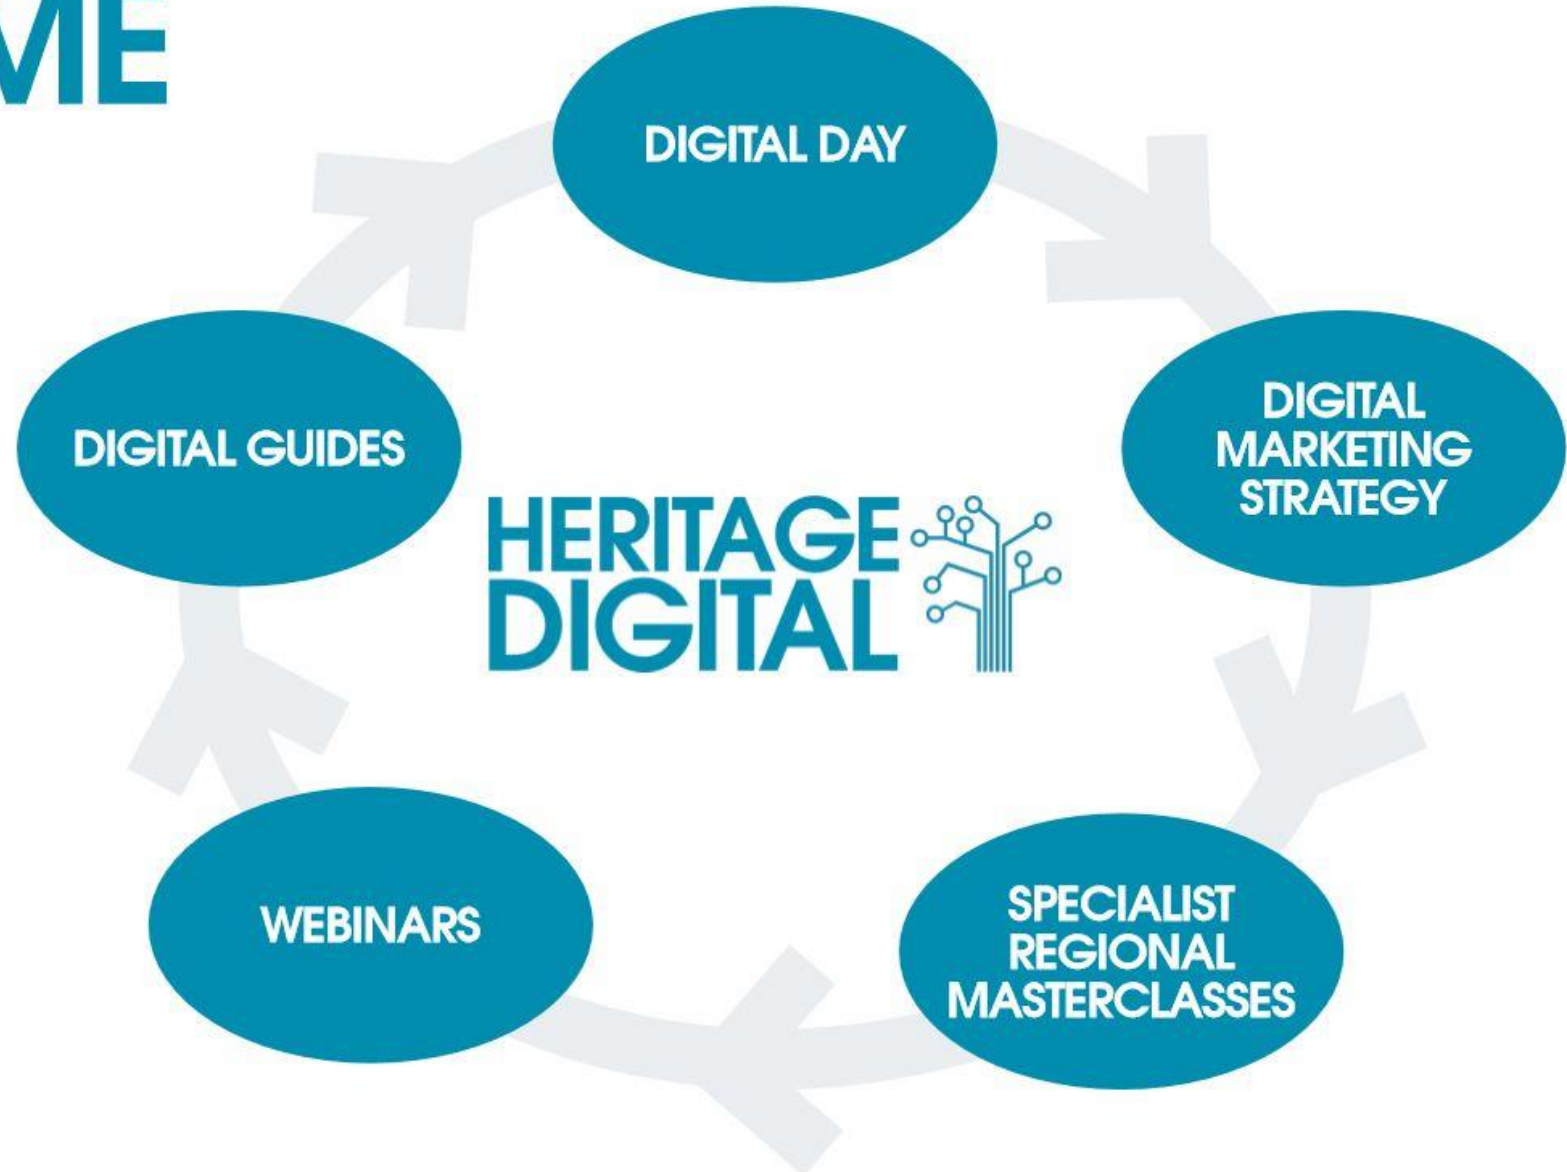 ME
DIGITAL DAY
DIGITAL
MARKETING
STRATEGY
SPECIALIST
REGIONAL
MASTERCLASSES
WEBINARS
DIGITAL GUIDES
HERITAGE
DIGITAL